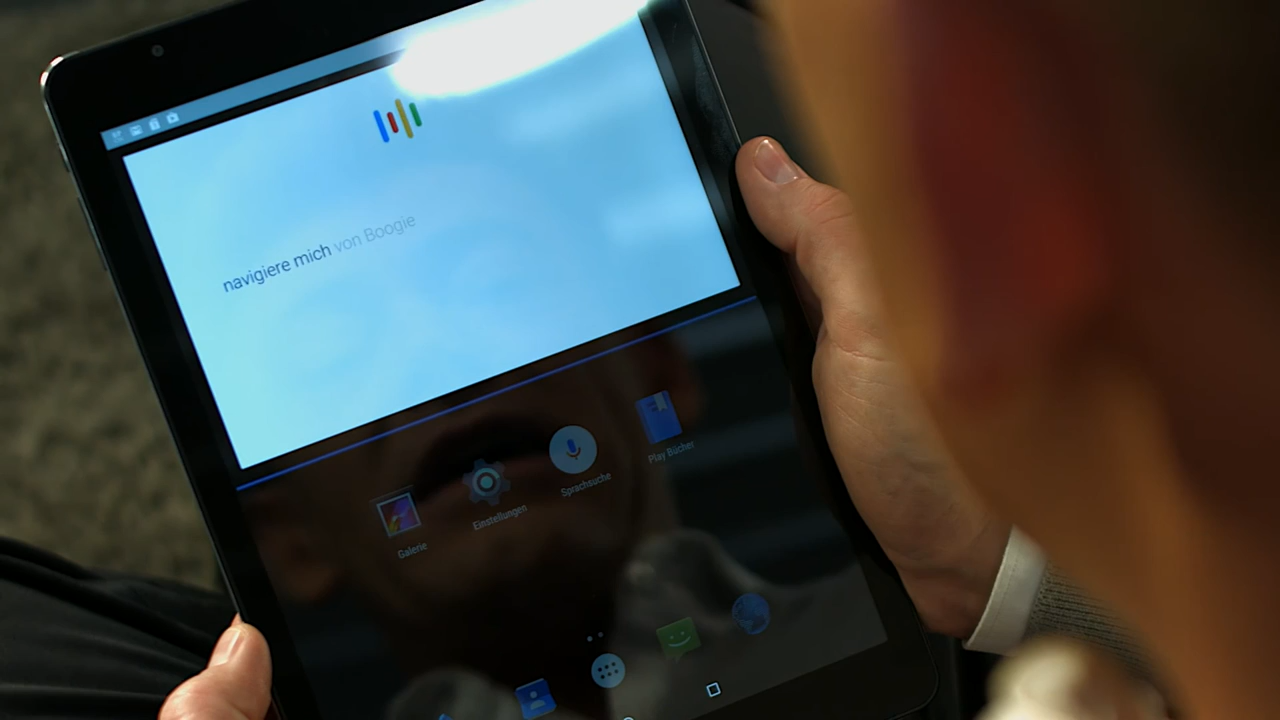 navigiere mich von Boogie
Play Bücher
Sprachsuche
Einstellungen
Galerie